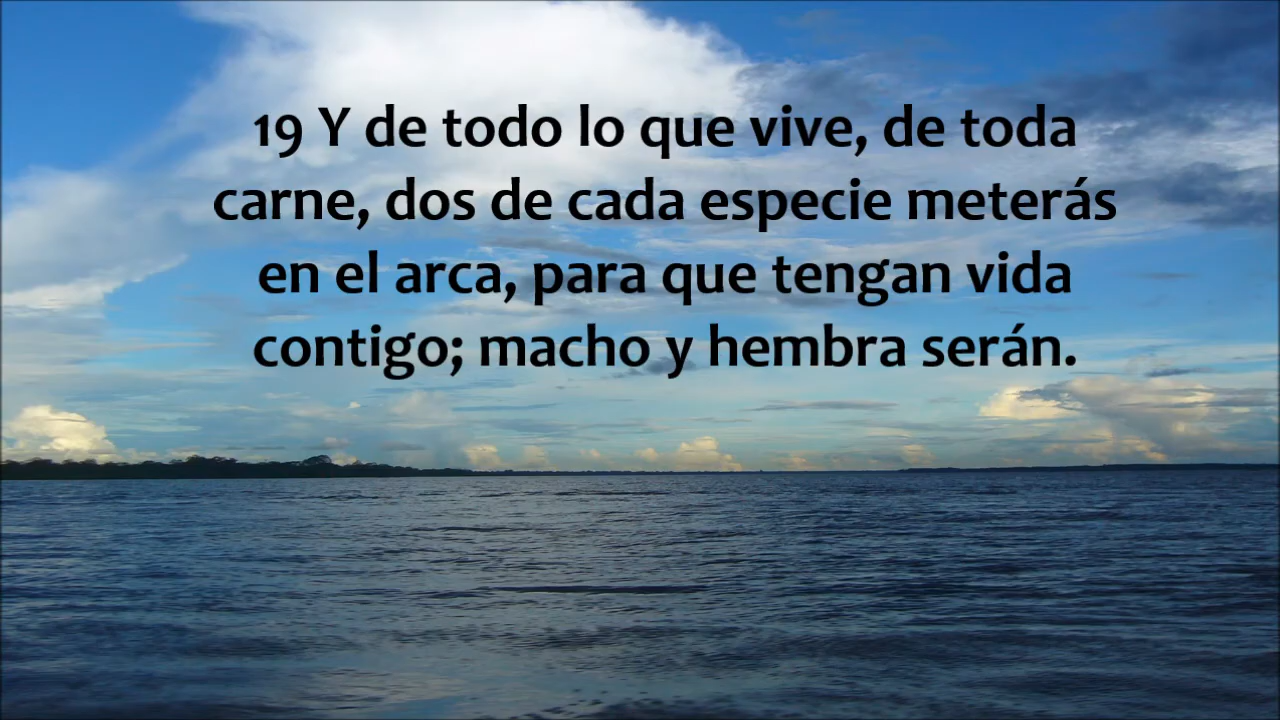 19 Y de todo lo que vive, de toda
carne, dos de cada especie meterás
en el arca, para que tengan vida
contigo; macho y hembra serán.